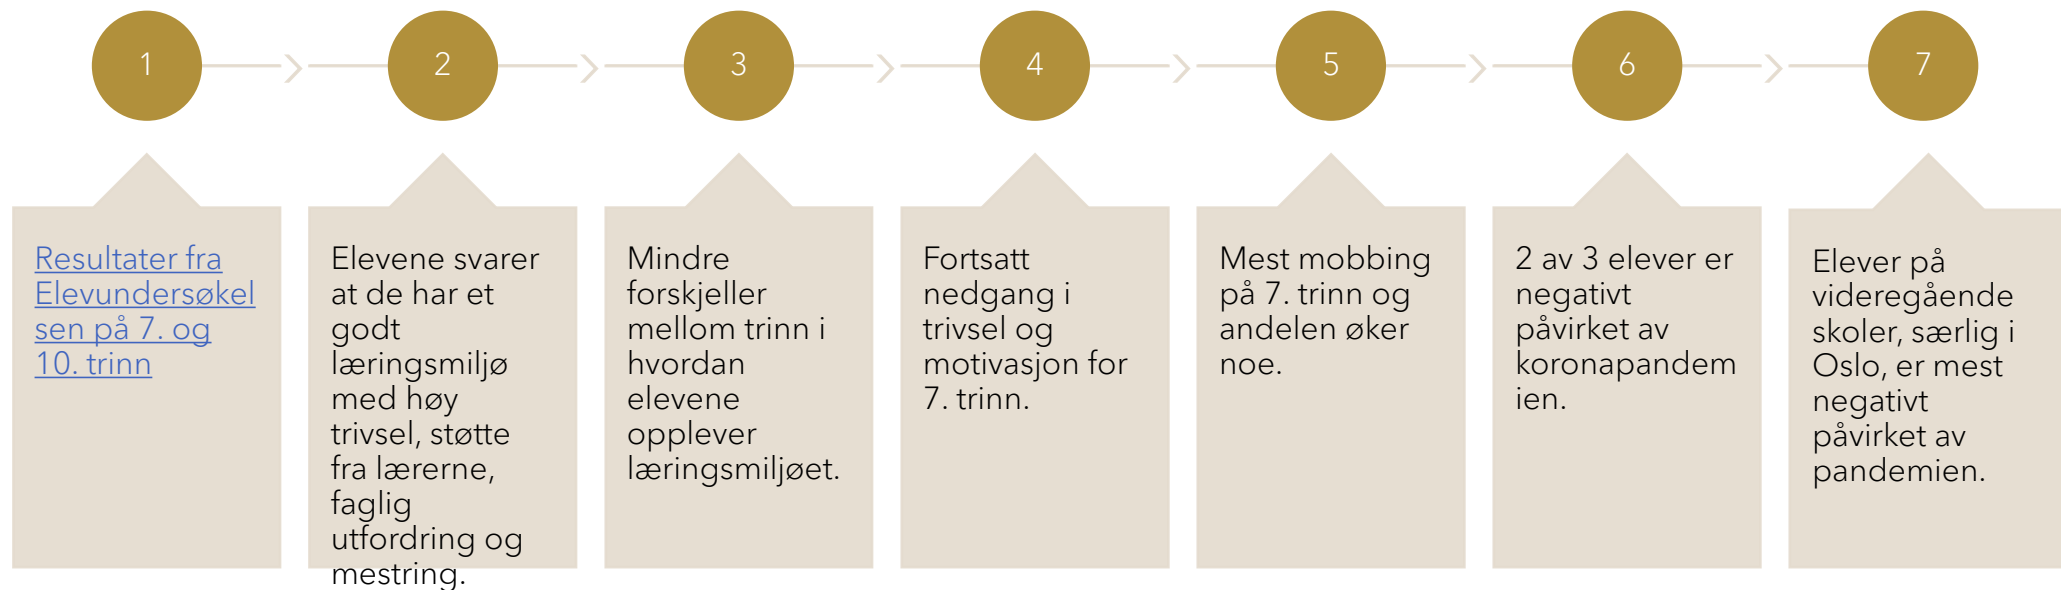 1
2
3
4
5
6
7
Resultater fra
Elevundersøkel
sen på 7. og
10. trinn
Elevene svarer
at de har et
godt
læringsmiljø
med høy
trivsel, støtte
fra lærerne,
faglig
utfordring og
mestring.
Mindre
forskjeller
mellom trinn i
hvordan
elevene
opplever
læringsmiljøet.
Fortsatt
nedgang i
trivsel og
motivasjon for
7. trinn.
Mest mobbing
på 7. trinn og
andelen øker
noe.
2 av 3 elever er
negativt
påvirket av
koronapandem
ien.
Elever på
videregående
skoler, særlig i
Oslo, er mest
negativt
påvirket av
pandemien.